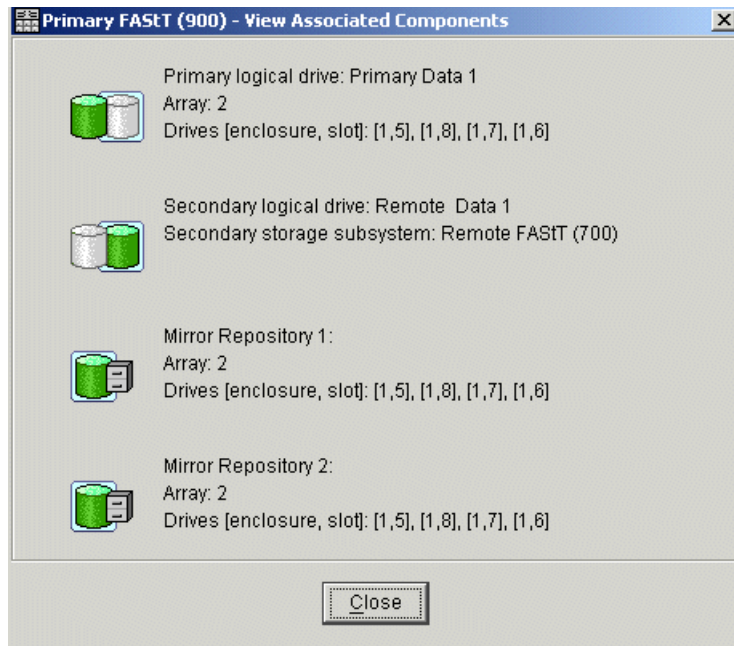 Primary FAStT (900) - View Associated Components
Primary logical drive: Primary Data 1
Array: 2
Drives [enclosure, slot]: [1,5], [1,8], [1,7], [1,6]
Secondary logical drive: Remote  Data 1
Secondary storage subsystem: Remote FAStT (700)
Mirror Repository 1:
Array: 2
Drives [enclosure, slot]: [1,5], [1,8], [1,7], [1,6]
Mirror Repository 2:
Array: 2
Drives [enclosure, slot]: [1,5], [1,8], [1,7], [1,6]
Close